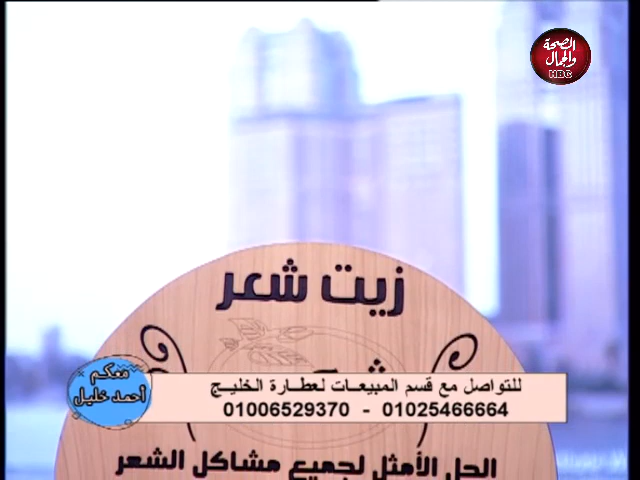 الصحة
والجمال
HBC
زيت شعر
معكم
أحمد خليل
للتواصل مع قسم المبيعات لعطارة الخليج
01006529370 - 01025466664
الحل الأمثل لجميع مشاكل الشعر